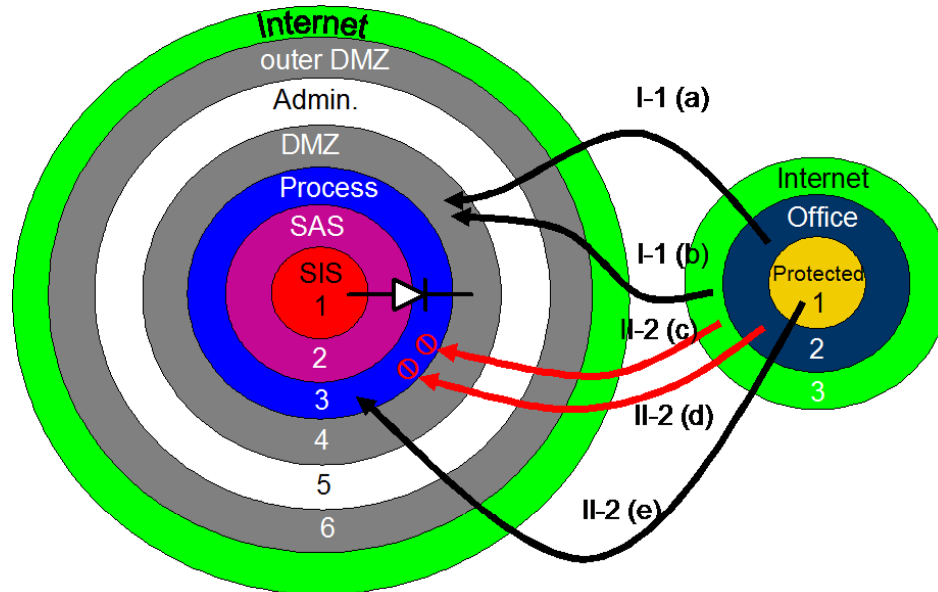 Internet
outer DMZ
Admin.
DMZ
Process
SAS
SIS
1
2
3
4
5
6
I-1 (a)
I-1 (b)
II-2 (c)
II-2 (d)
II-2 (e)
Internet
Office
Protected
1
2
3